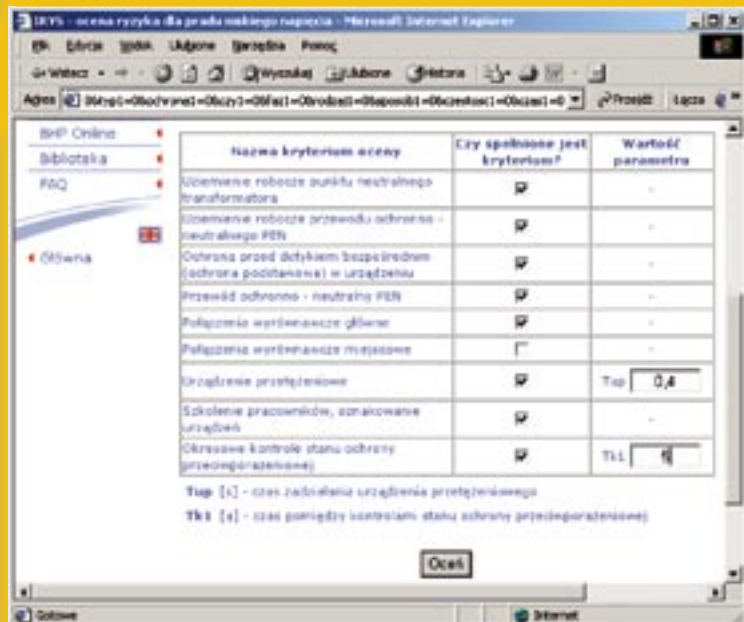 IRYS - ocena ryzyka dla prądu niskiego napięcia - Microsoft Internet Explorer
Plik Edycja Widok Ulubione Narzędzia Pomoc
Wstecz Wyszukaj Ulubione Historia
Adres Przejdź Łącza
BHP Online
Biblioteka
FAQ
Główna
Nazwa kryterium oceny
Czy spełnione jest kryterium?
Wartość parametru
Uziemienie robocze punktu neutralnego
transformatora
-
Uziemienie robocze przewodu ochronno -
neutralnego PEN
-
Ochrona przed dotykiem bezpośrednim
(ochrona podstawowa) w urządzeniu
-
Przewód ochronno - neutralny PEN
-
Połączenia wyrównawcze główne
-
Połączenia wyrównawcze miejscowe
-
Urządzenie przetężeniowe
Tup 0,4
Szkolenie pracowników, oznakowanie
urządzeń
-
Okresowe kontrole stanu ochrony
przeciwporażeniowej
Tk1
Tup [s] - czas zadziałania urządzenia przetężeniowego
Tk1 [a] - czas pomiędzy kontrolami stanu ochrony przeciwporażeniowej
Oceń
Gotowe
Internet